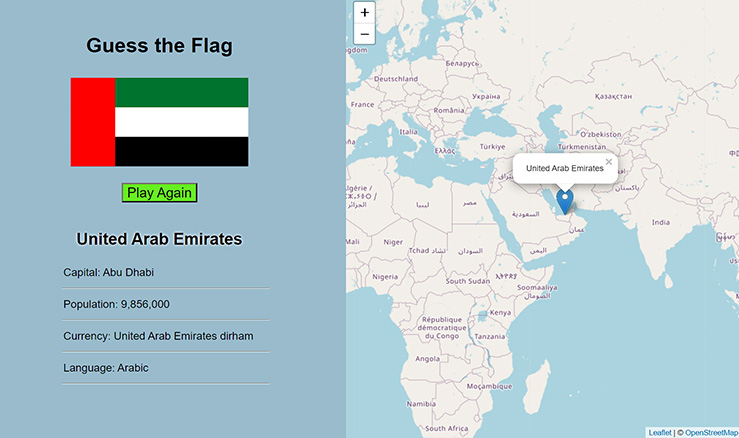 Guess the Flag
Play Again
United Arab Emirates
Capital: Abu Dhabi
Population: 9,856,000
Currency: United Arab Emirates dirham
Language: Arabic
+
−
Беларусь
Deutschland
Україна
France
Қазақстан
România
Italia
Oʻzbekiston
Ελλάς
Türkiye
Türkmenistan
United Arab Emirates
×
پاکستان
ليبيا
مصر
السعودية
عمان
India
Mali
Niger
Tchad تشاد
السودان
اليمن
Nigeria
South Sudan
ኢትዮጵያ
Soomaaliya
الصومال
Kenya
République
démocratique
du Congo
Tanzania
Angola
Moçambique
Namibia
South Africa
Leaflet | © OpenStreetMap